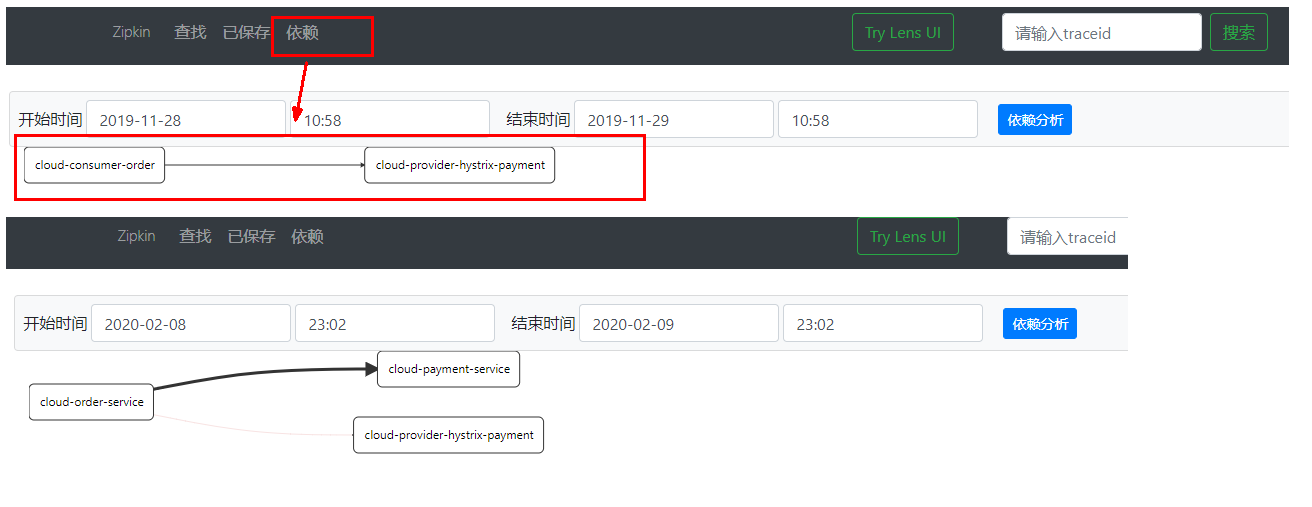 Zipkin 查找 已保存 依赖 Try Lens UI 请输入traceid 搜索
开始时间 2019-11-28 10:58 结束时间 2019-11-29 10:58 依赖分析
cloud-consumer-order cloud-provider-hystrix-payment
Zipkin 查找 已保存 依赖 Try Lens UI 请输入traceid
开始时间 2020-02-08 23:02 结束时间 2020-02-09 23:02 依赖分析
cloud-payment-service
cloud-order-service
cloud-provider-hystrix-payment